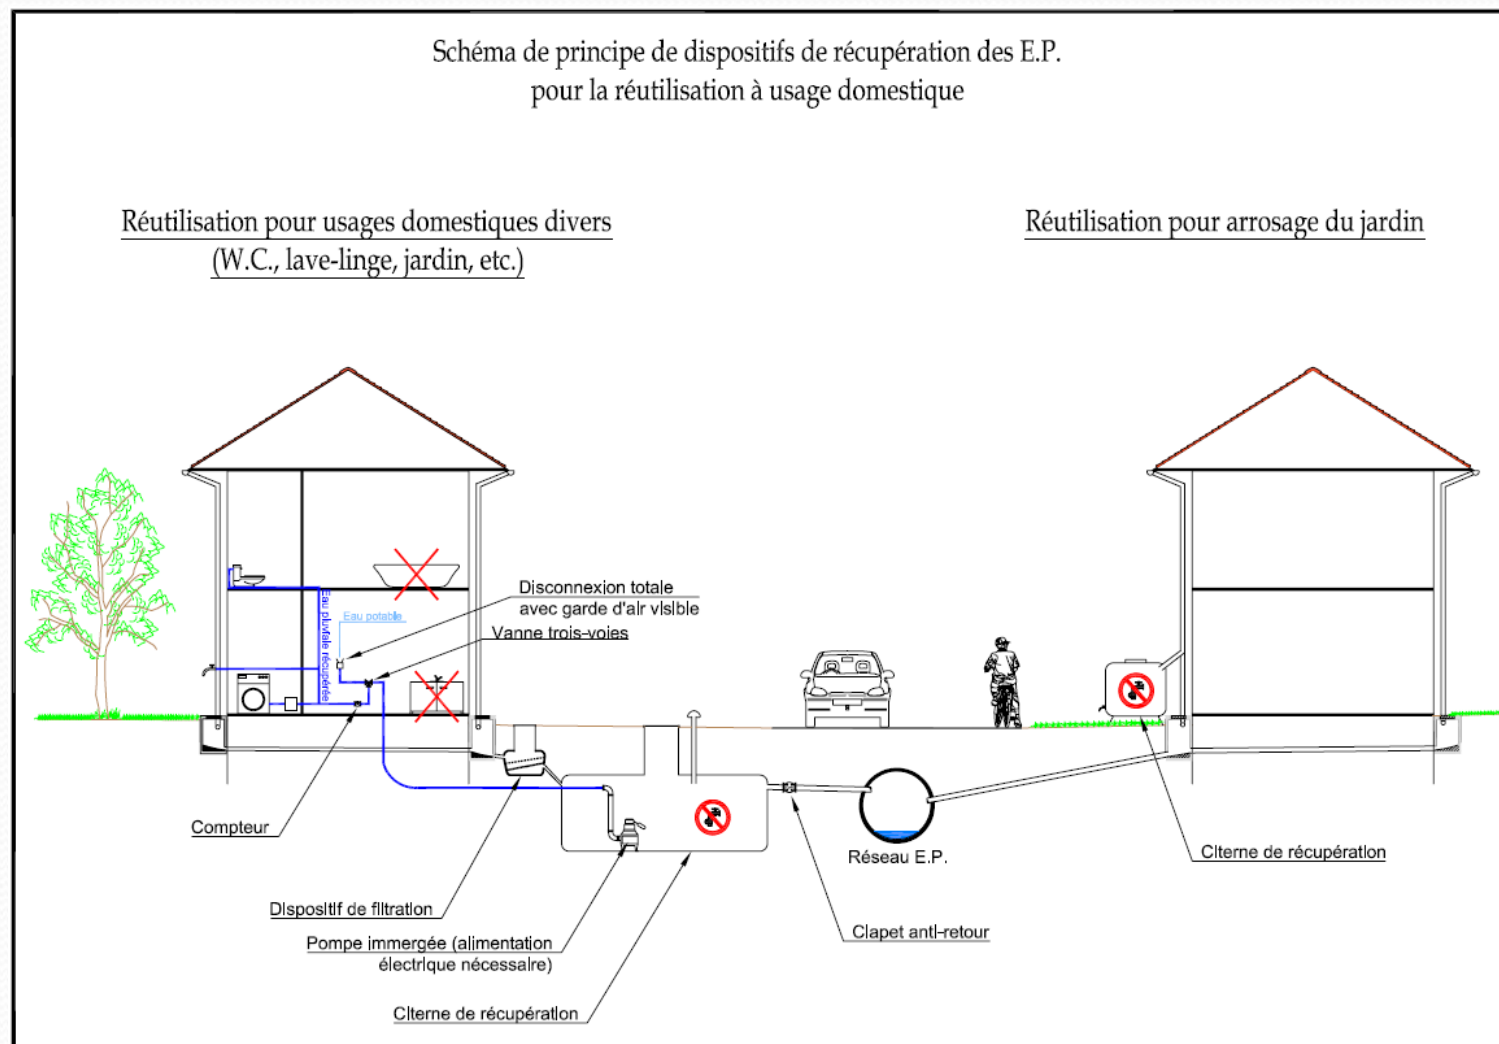 Schéma de principe de dispositifs de récupération des E.P.
pour la réutilisation à usage domestique
Réutilisation pour usages domestiques divers
(W.C., lave-linge, jardin, etc.)
Réutilisation pour arrosage du jardin
Disconnexion totale
avec garde d'air visible
Eau potable
Vanne trois-voies
Eau pluviale récupérée
Compteur
Réseau E.P.
Citerne de récupération
Dispositif de filtration
Clapet anti-retour
Pompe immergée (alimentation
électrique nécessaire)
Citerne de récupération